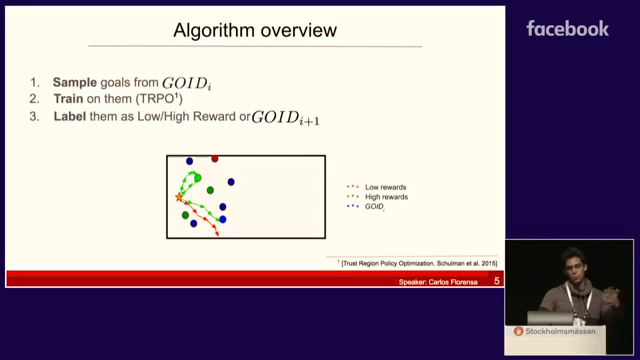 Algorithm overview
facebook
1. Sample goals from GOID_i
2. Train on them (TRPO¹)
3. Label them as Low/High Reward or GOID_{i+1}
Low rewards
High rewards
GOID_i
¹ [Trust Region Policy Optimization. Schulman et al. 2015]
Speaker: Carlos Florensa 5
Stockholmsmässan